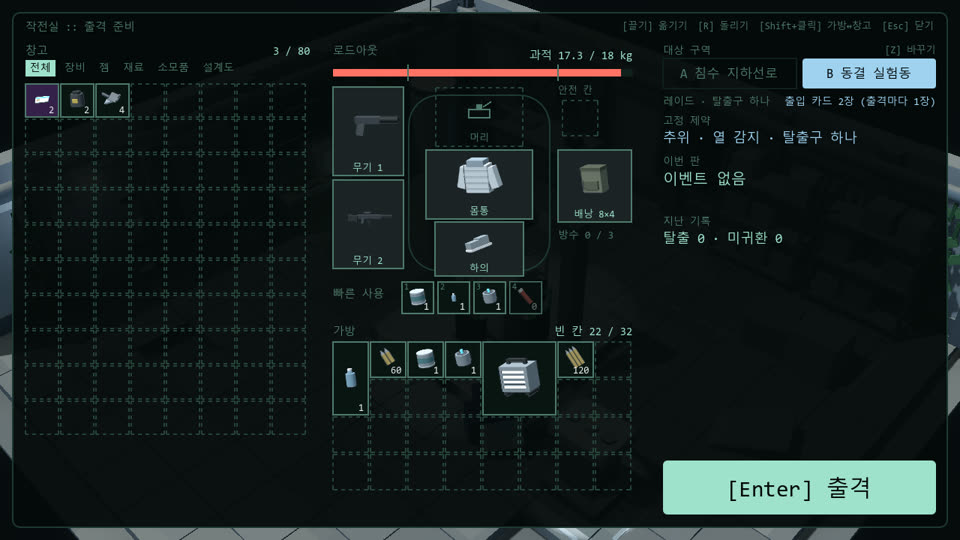 작전실 :: 출격 준비
[끌기] 옮기기 [R] 돌리기 [Shift+클릭] 가방↔창고 [Esc] 닫기
창고 3 / 80
전체 장비 젬 재료 소모품 설계도
2 2 4
로드아웃 과적 17.3 / 18 kg
무기 1
무기 2
머리
몸통
하의
안전 칸
배낭 8×4
방수 0 / 3
빠른 사용
1 1
2 1
3 1
4 0
가방 빈 칸 22 / 32
1 60 1 1 120
대상 구역 [Z] 바꾸기
A 침수 지하선로
B 동결 실험동
레이드 · 탈출구 하나 출입 카드 2장 (출격마다 1장)
고정 제약
추위 · 열 감지 · 탈출구 하나
이번 판
이벤트 없음
지난 기록
탈출 0 · 미귀환 0
[Enter] 출격